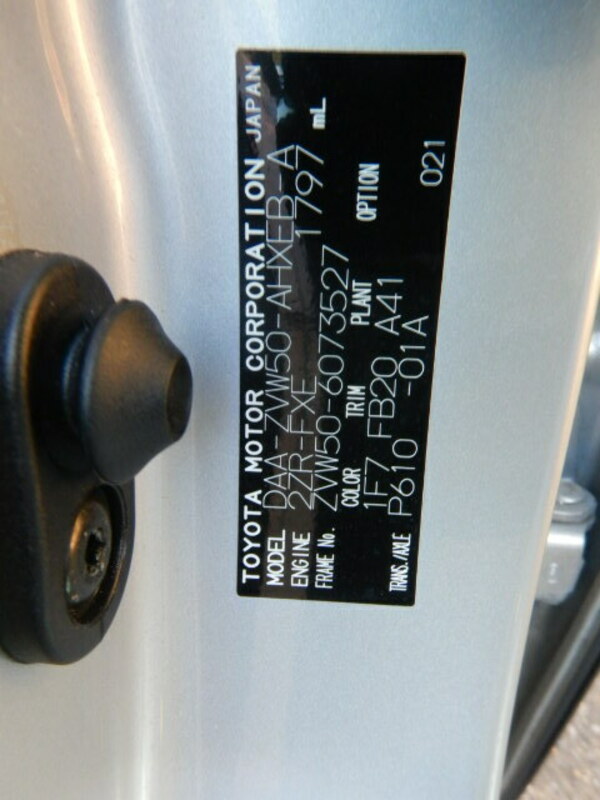 TOYOTA MOTOR CORPORATION JAPAN
MODEL DAA-ZVW50-AHXEB-A
ENGINE 2ZR-FXE 1797 mL
FRAME No. ZVW50-6073527
COLOR TRIM PLANT OPTION
1F7 FB20 A41
TRANS./AXLE P610 -01A 021